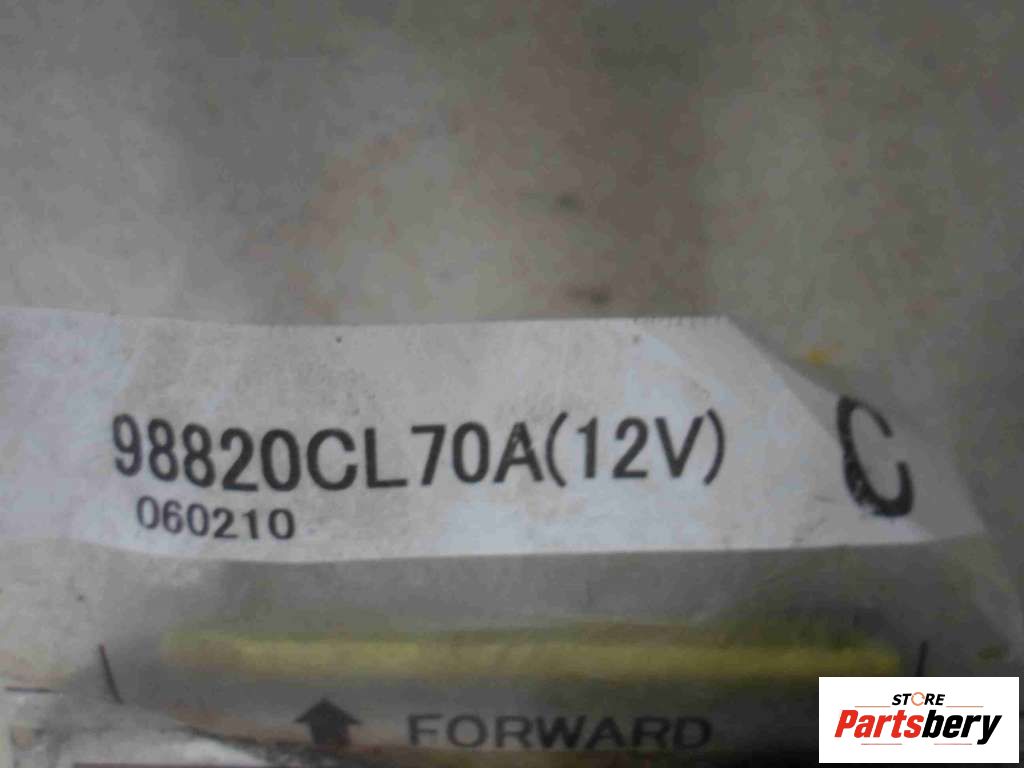 98820CL70A(12V) C
060210
FORWARD
STORE
Partsbery